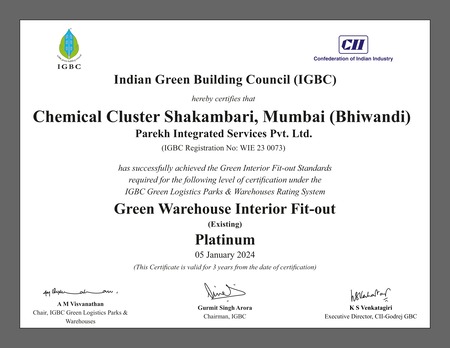 IGBC
CII
Confederation of Indian Industry
Indian Green Building Council (IGBC)
hereby certifies that
Chemical Cluster Shakambari, Mumbai (Bhiwandi)
Parekh Integrated Services Pvt. Ltd.
(IGBC Registration No: WIE 23 0073)
has successfully achieved the Green Interior Fit-out Standards
required for the following level of certification under the
IGBC Green Logistics Parks & Warehouses Rating System
Green Warehouse Interior Fit-out
(Existing)
Platinum
05 January 2024
(This Certificate is valid for 3 years from the date of certification)
A M Visvanathan
Chair, IGBC Green Logistics Parks &
Warehouses
Gurmit Singh Arora
Chairman, IGBC
K S Venkatagiri
Executive Director, CII-Godrej GBC